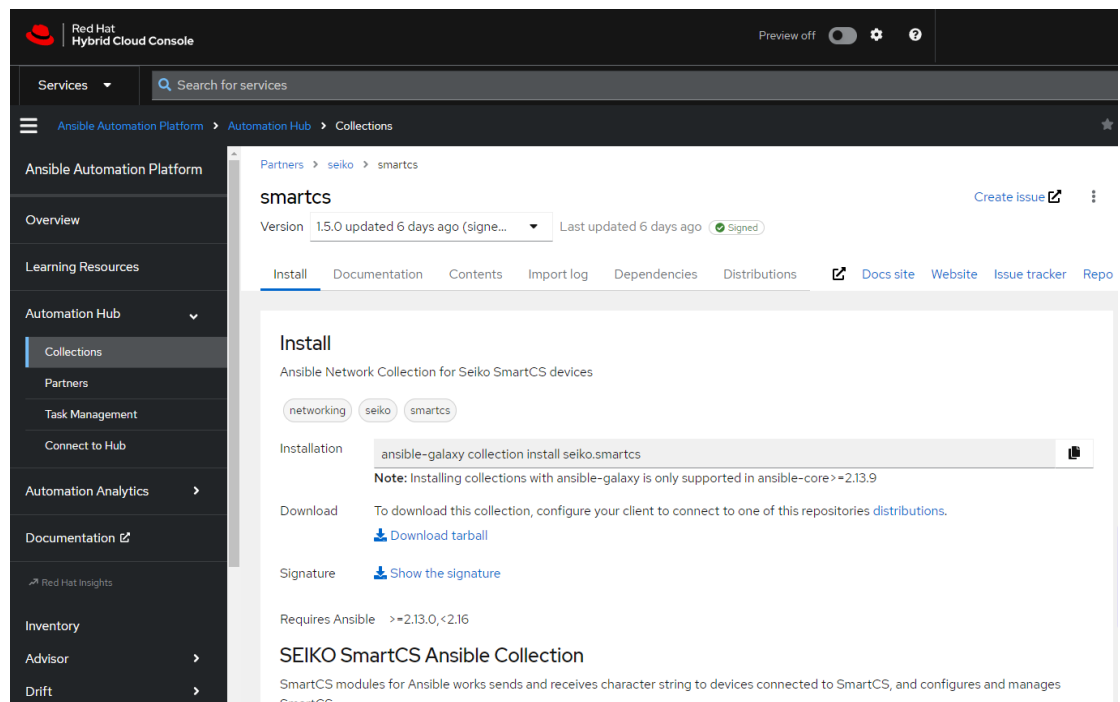 Red Hat
Hybrid Cloud Console
Preview off
Services
Search for services
Ansible Automation Platform > Automation Hub > Collections
Ansible Automation Platform
Overview
Learning Resources
Automation Hub
Collections
Partners
Task Management
Connect to Hub
Automation Analytics
Documentation
Red Hat Insights
Inventory
Advisor
Drift
Partners > seiko > smartcs
smartcs
Create issue
Version 1.5.0 updated 6 days ago (signe... Last updated 6 days ago Signed
Install Documentation Contents Import log Dependencies Distributions Docs site Website Issue tracker Repo
Install
Ansible Network Collection for Seiko SmartCS devices
networking seiko smartcs
Installation ansible-galaxy collection install seiko.smartcs
Note: Installing collections with ansible-galaxy is only supported in ansible-core>=2.13.9
Download To download this collection, configure your client to connect to one of this repositories distributions.
Download tarball
Signature Show the signature
Requires Ansible >=2.13.0,<2.16
SEIKO SmartCS Ansible Collection
SmartCS modules for Ansible works sends and receives character string to devices connected to SmartCS, and configures and manages